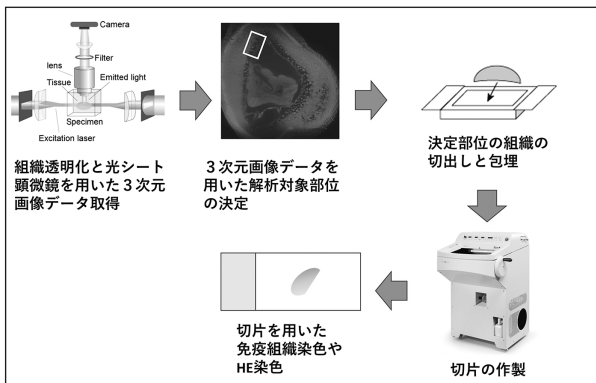 Camera
Filter
lens
Tissue
Emitted light
Specimen
Excitation laser
組織透明化と光シート
顕微鏡を用いた３次元
画像データ取得
３次元画像データを
用いた解析対象部位
の決定
決定部位の組織の
切出しと包埋
切片の作製
切片を用いた
免疫組織染色や
HE染色